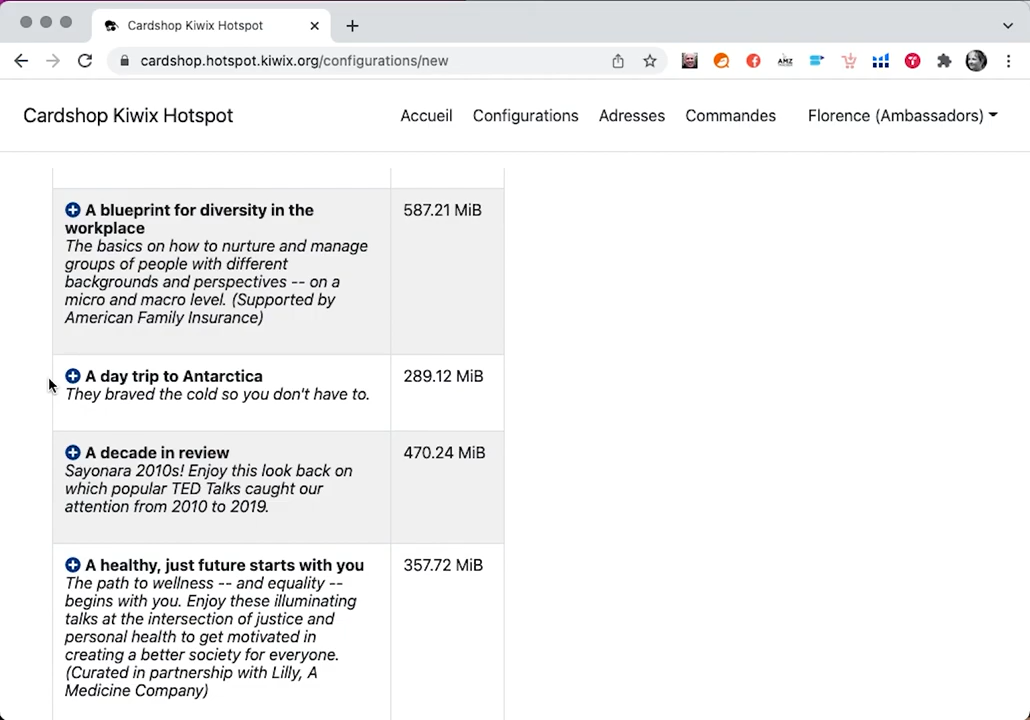 Cardshop Kiwix Hotspot
cardshop.hotspot.kiwix.org/configurations/new
Cardshop Kiwix Hotspot
Accueil
Configurations
Adresses
Commandes
Florence (Ambassadors)
A blueprint for diversity in the
workplace
587.21 MiB
The basics on how to nurture and manage
groups of people with different
backgrounds and perspectives -- on a
micro and macro level. (Supported by
American Family Insurance)
A day trip to Antarctica
289.12 MiB
They braved the cold so you don't have to.
A decade in review
470.24 MiB
Sayonara 2010s! Enjoy this look back on
which popular TED Talks caught our
attention from 2010 to 2019.
A healthy, just future starts with you
357.72 MiB
The path to wellness -- and equality --
begins with you. Enjoy these illuminating
talks at the intersection of justice and
personal health to get motivated in
creating a better society for everyone.
(Curated in partnership with Lilly, A
Medicine Company)